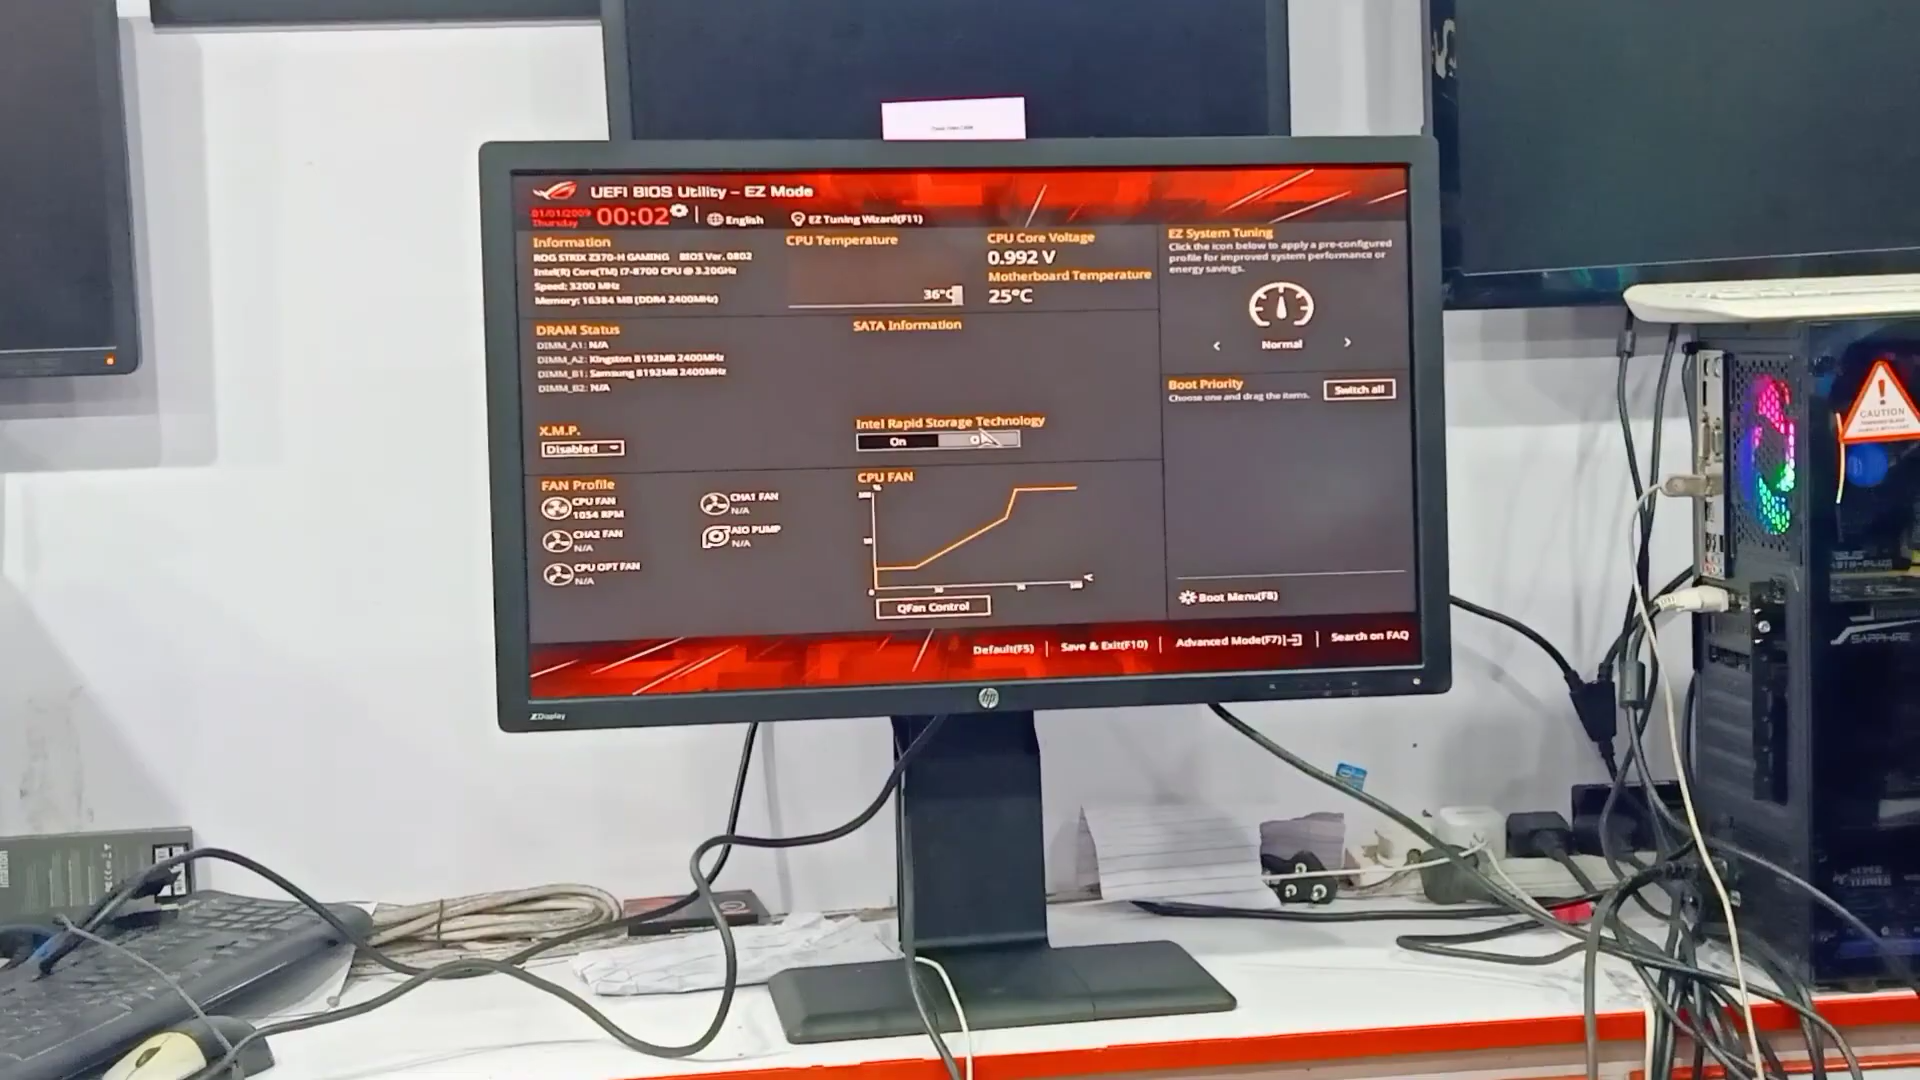 UEFI BIOS Utility – EZ Mode
01/01/2009
Thursday
00:02
English
EZ Tuning Wizard(F11)
Information
ROG STRIX Z370-H GAMING BIOS Ver. 0802
Intel(R) Core(TM) i7-8700 CPU @ 3.20GHz
Speed: 3200 MHz
Memory: 16384 MB (DDR4 2400MHz)
CPU Temperature
36°C
CPU Core Voltage
0.992 V
Motherboard Temperature
25°C
EZ System Tuning
Click the icon below to apply a pre-configured
profile for improved system performance or
energy savings.
Normal
DRAM Status
DIMM_A1: N/A
DIMM_A2: Kingston 8192MB 2400MHz
DIMM_B1: Samsung 8192MB 2400MHz
DIMM_B2: N/A
SATA Information
X.M.P.
Disabled
Intel Rapid Storage Technology
On
Boot Priority
Choose one and drag the items.
Switch all
FAN Profile
CPU FAN
1054 RPM
CHA1 FAN
N/A
CHA2 FAN
N/A
AIO PUMP
N/A
CPU OPT FAN
N/A
CPU FAN
%
°C
QFan Control
Boot Menu(F8)
Default(F5)
Save & Exit(F10)
Advanced Mode(F7)
Search on FAQ
hp
Z Display
CAUTION
SAPPHIRE